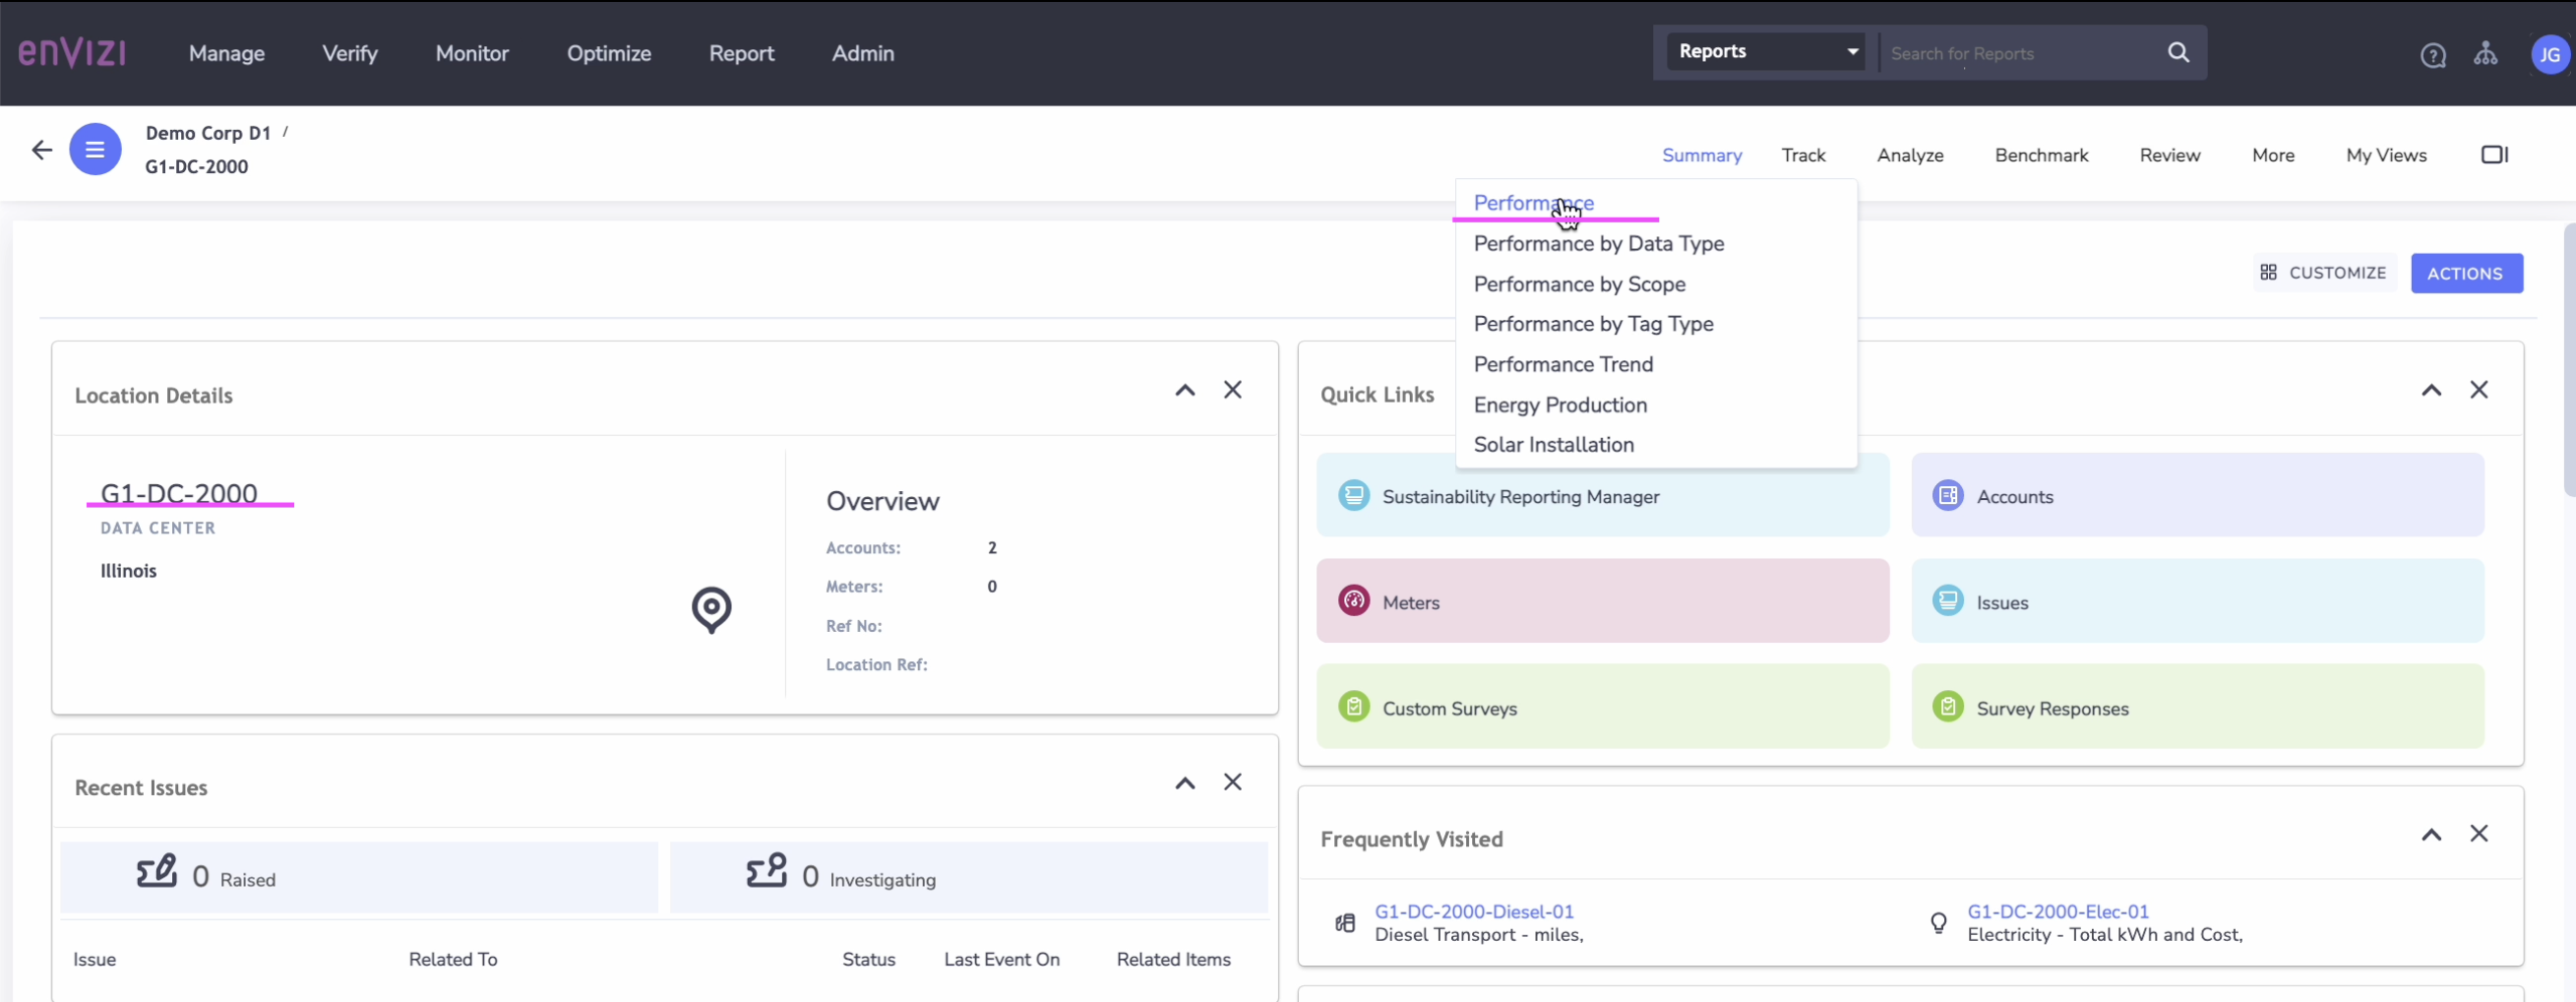 enVIZI
Manage Verify Monitor Optimize Report Admin
Reports
Search for Reports
JG
Demo Corp D1 /
G1-DC-2000
Summary Track Analyze Benchmark Review More My Views
Performance
Performance by Data Type
Performance by Scope
Performance by Tag Type
Performance Trend
Energy Production
Solar Installation
CUSTOMIZE
ACTIONS
Location Details
G1-DC-2000
DATA CENTER
Illinois
Overview
Accounts: 2
Meters: 0
Ref No:
Location Ref:
Quick Links
Sustainability Reporting Manager
Accounts
Meters
Issues
Custom Surveys
Survey Responses
Recent Issues
0 Raised
0 Investigating
Issue Related To Status Last Event On Related Items
Frequently Visited
G1-DC-2000-Diesel-01
Diesel Transport - miles,
G1-DC-2000-Elec-01
Electricity - Total kWh and Cost,